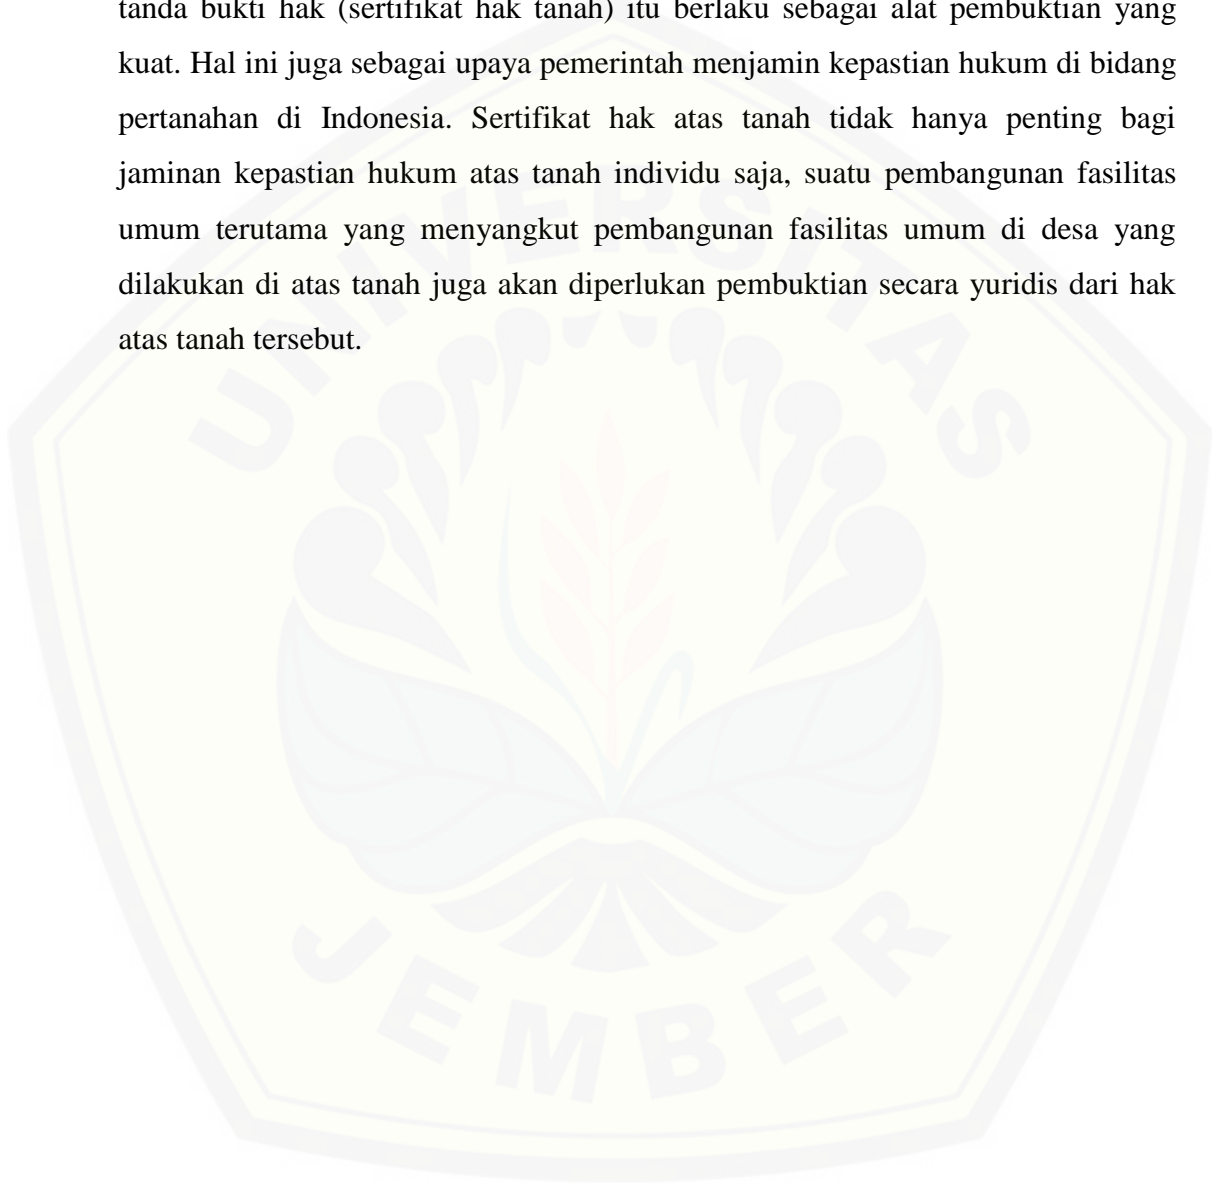 tanda bukti hak (sertifikat hak tanah) itu berlaku sebagai alat pembuktian yang
kuat. Hal ini juga sebagai upaya pemerintah menjamin kepastian hukum di bidang
pertanahan di Indonesia. Sertifikat hak atas tanah tidak hanya penting bagi
jaminan kepastian hukum atas tanah individu saja, suatu pembangunan fasilitas
umum terutama yang menyangkut pembangunan fasilitas umum di desa yang
dilakukan di atas tanah juga akan diperlukan pembuktian secara yuridis dari hak
atas tanah tersebut.
UNIVERSITAS
JEMBER